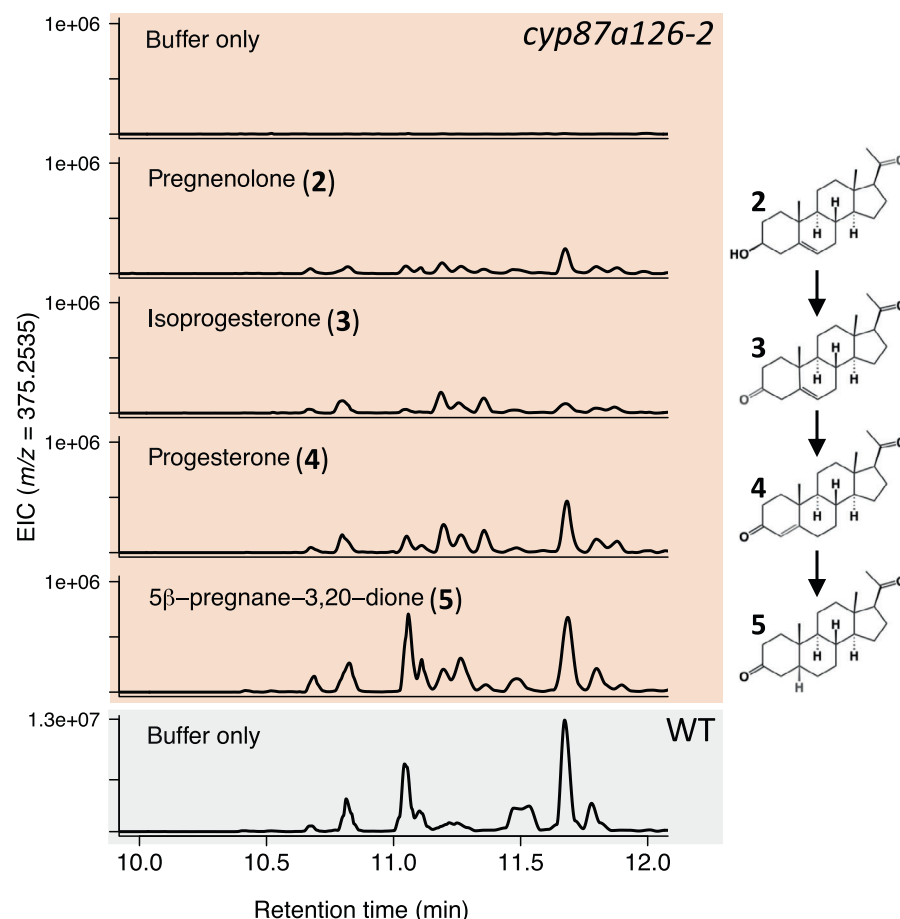 1e+06
Buffer only
cyp87a126-2
1e+06
Pregnenolone (2)
1e+06
Isoprogesterone (3)
1e+06
Progesterone (4)
1e+06
5β−pregnane−3,20−dione (5)
1.3e+07
Buffer only
WT
10.0 10.5 11.0 11.5 12.0
Retention time (min)
EIC (m/z = 375.2535)
2
O
H
H
H
HO
3
O
H
H
H
O
4
O
H
H
H
O
5
O
H
H
H
O
H